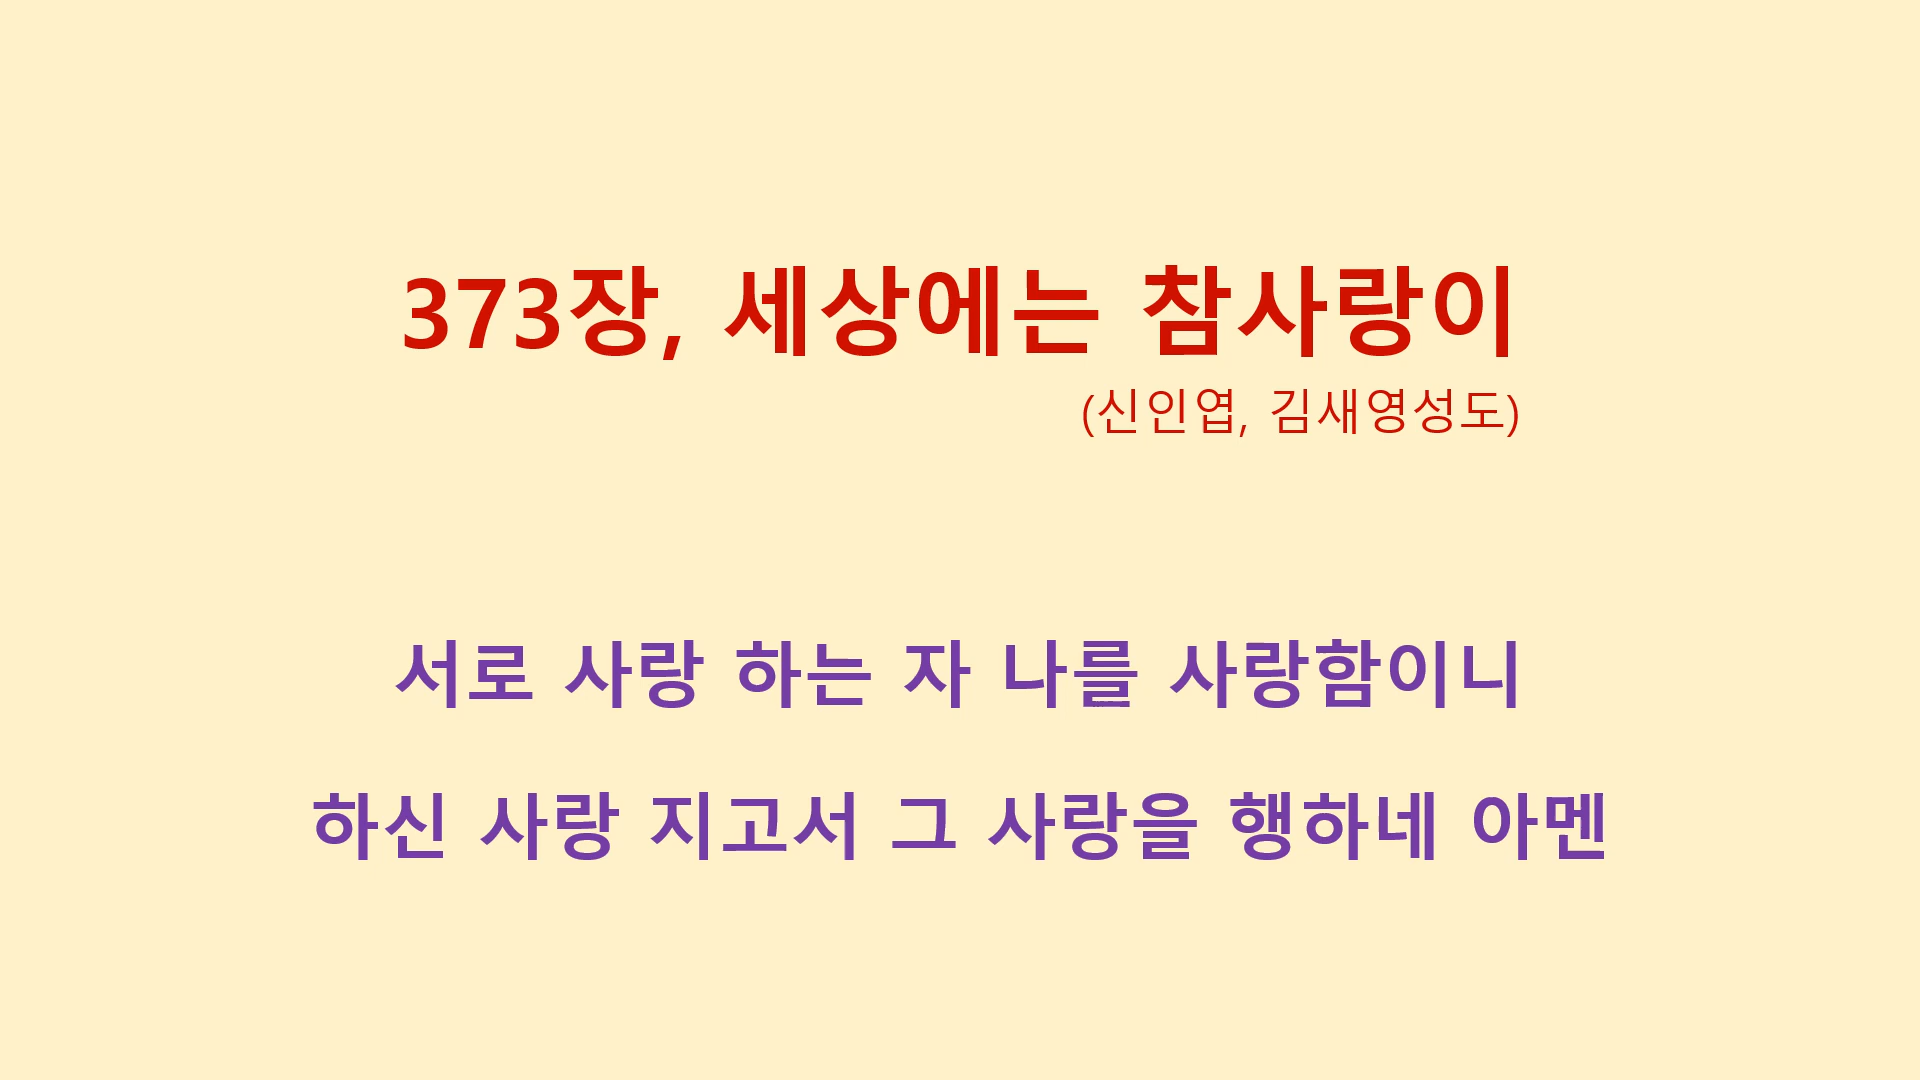 373장, 세상에는 참사랑이
(신인엽, 김새영성도)
서로 사랑 하는 자 나를 사랑함이니
하신 사랑 지고서 그 사랑을 행하네 아멘